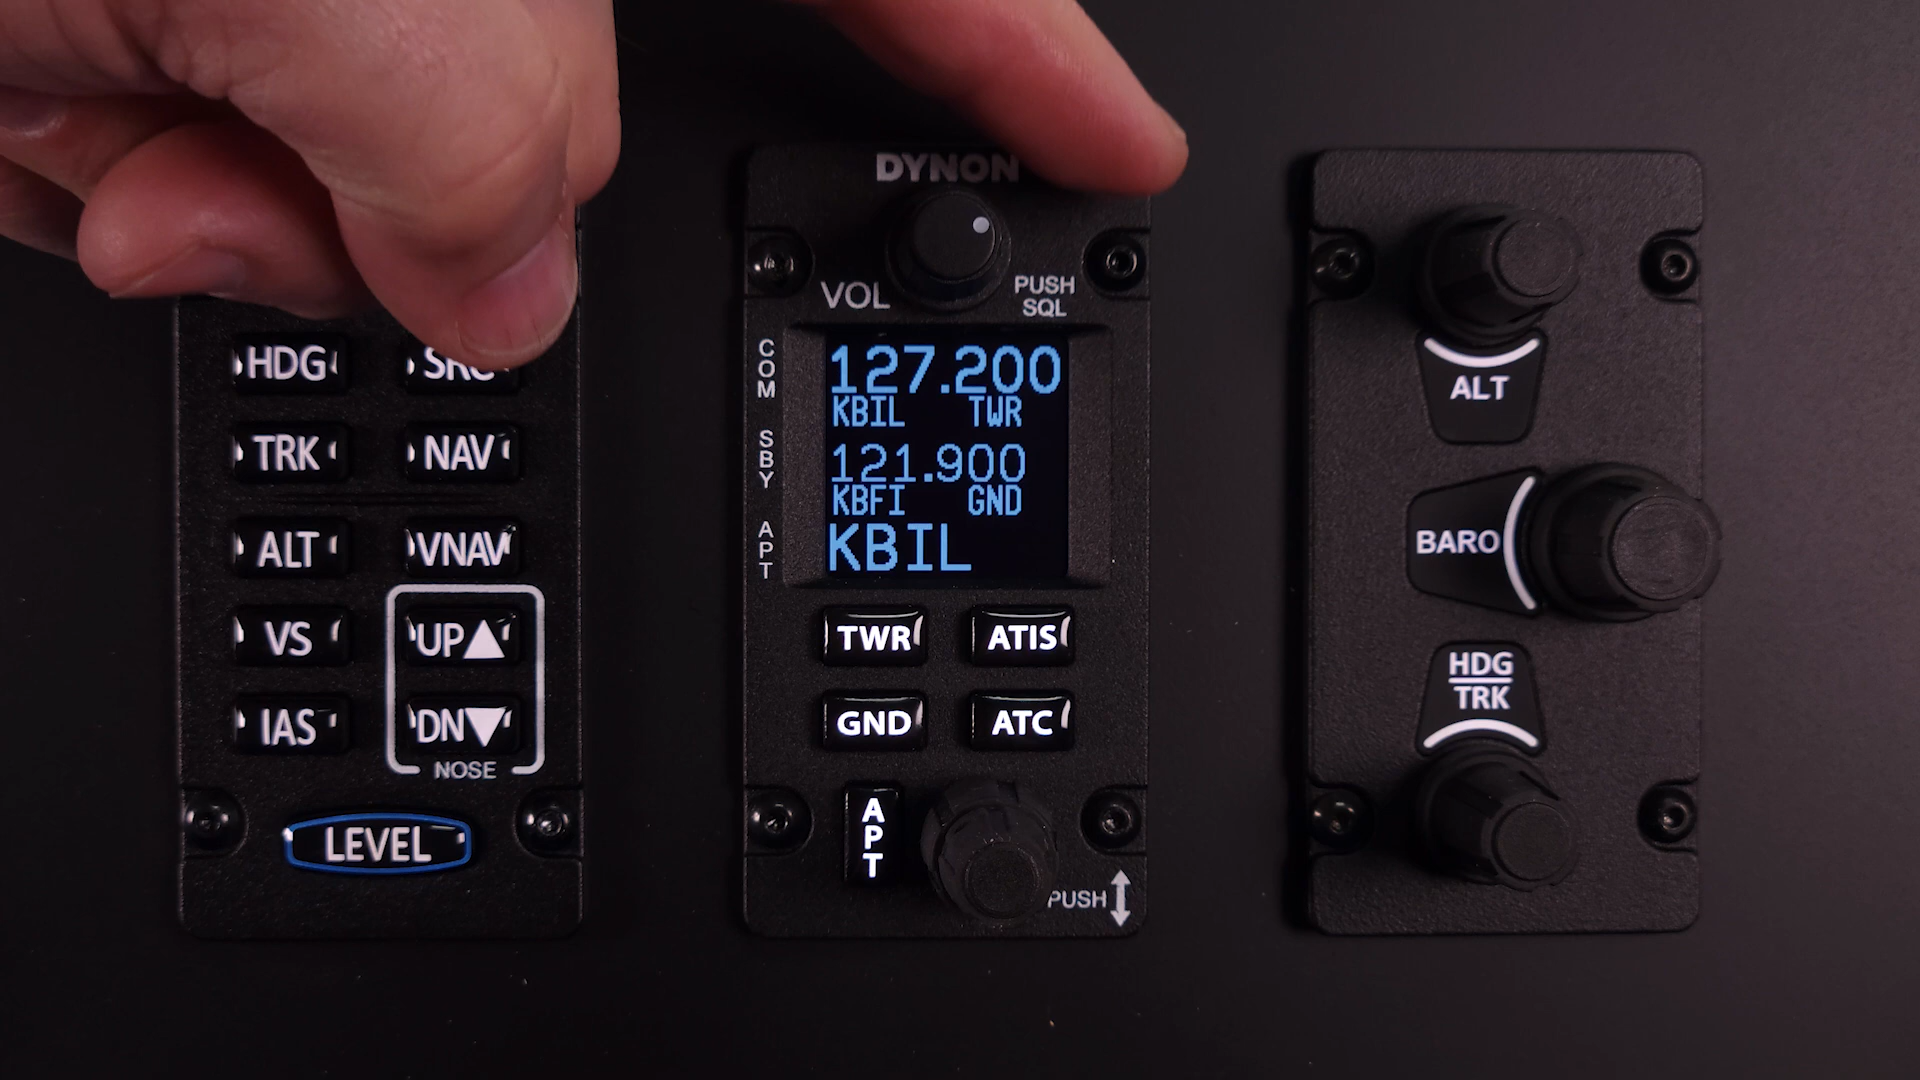 HDG
TRK NAV
ALT VNAV
VS UP
IAS DN
NOSE
LEVEL
DYNON
VOL
PUSH
SQL
COM
127.200
KBIL TWR
SBY
121.900
KBFI GND
APT
KBIL
TWR ATIS
GND ATC
APT
PUSH
ALT
BARO
HDG
TRK